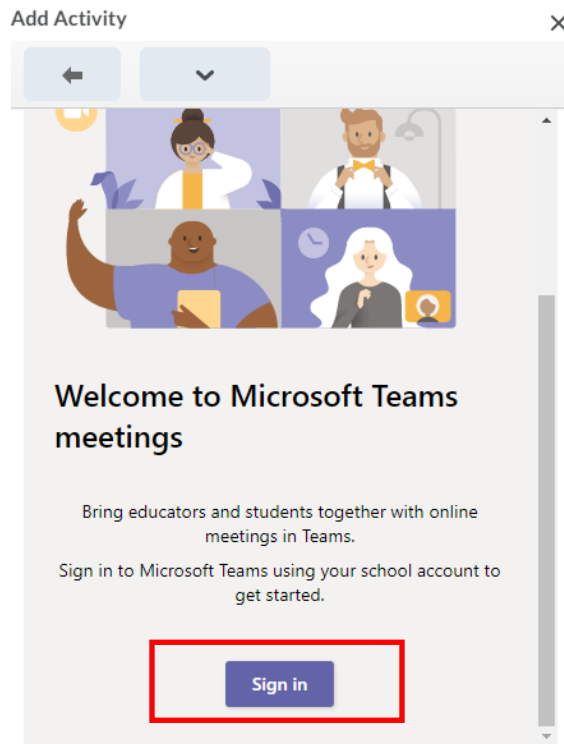 Add Activity
Welcome to Microsoft Teams
meetings
Bring educators and students together with online
meetings in Teams.
Sign in to Microsoft Teams using your school account to
get started.
Sign in